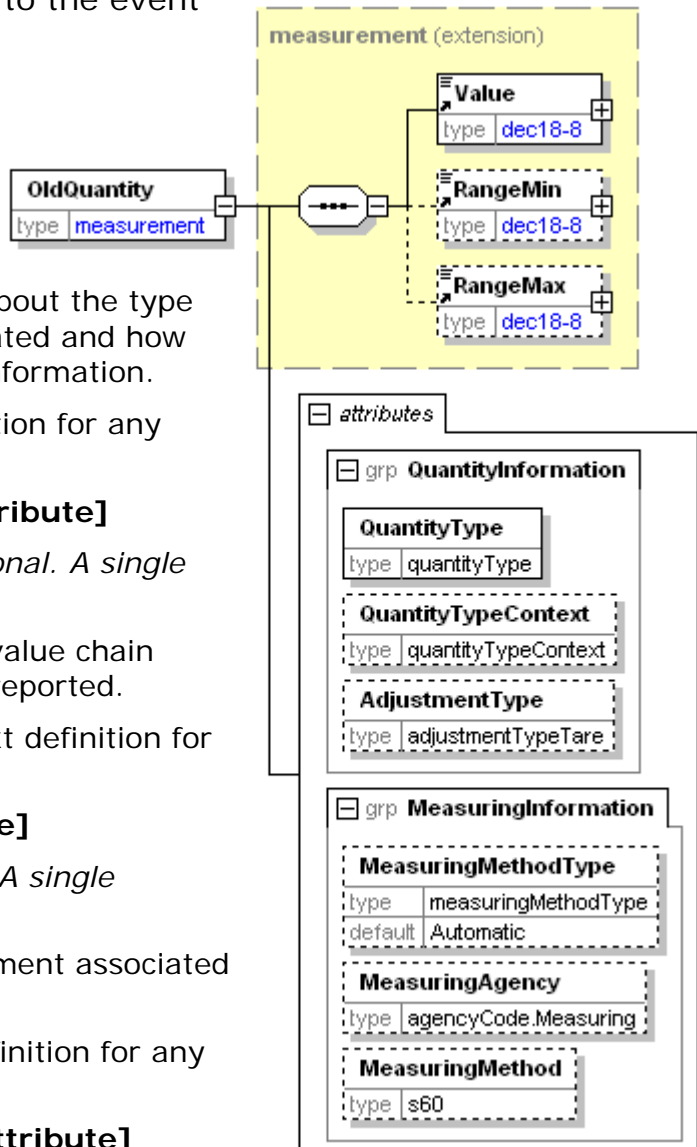 to the event
bout the type
ated and how
formation.
tion for any
ribute]
onal. A single
value chain
reported.
t definition for
e]
A single
ment associated
finition for any
ttribute]
measurement (extension)
OldQuantity
type measurement
Value
type dec18-8
RangeMin
type dec18-8
RangeMax
type dec18-8
attributes
grp QuantityInformation
QuantityType
type quantityType
QuantityTypeContext
type quantityTypeContext
AdjustmentType
type adjustmentTypeTare
grp MeasuringInformation
MeasuringMethodType
type measuringMethodType
default Automatic
MeasuringAgency
type agencyCode.Measuring
MeasuringMethod
type s60